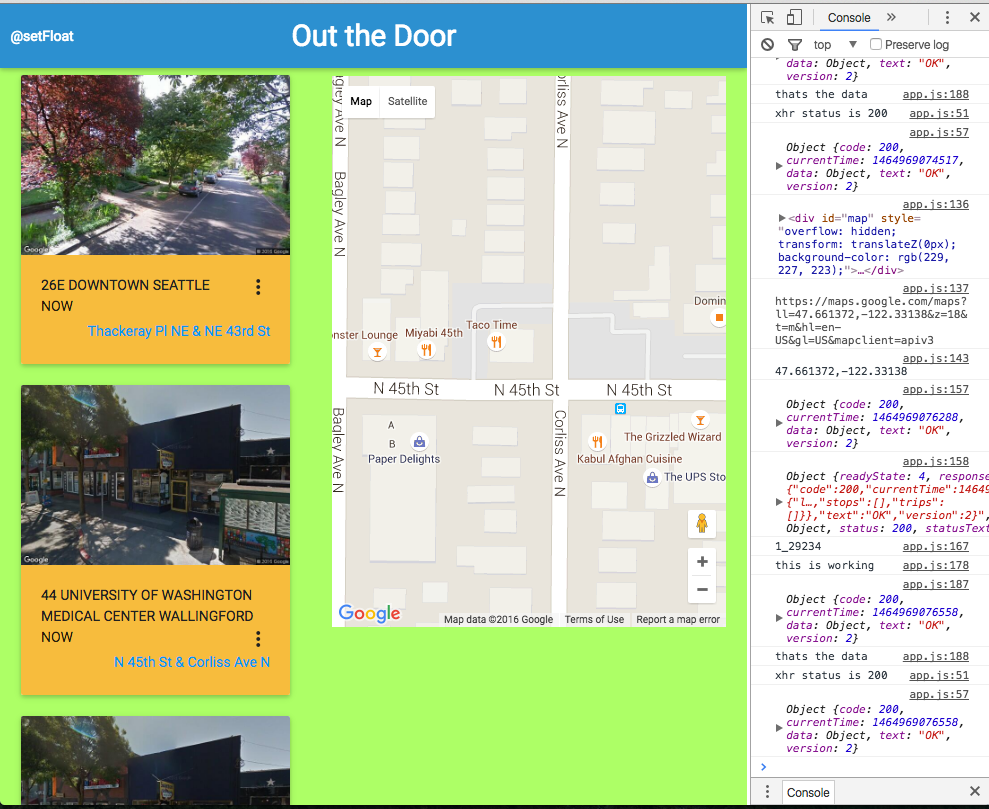 @setFloat
Out the Door
Google
© 2016 Google
26E DOWNTOWN SEATTLE
NOW
Thackeray Pl NE & NE 43rd St
Google
© 2016 Google
44 UNIVERSITY OF WASHINGTON
MEDICAL CENTER WALLINGFORD
NOW
N 45th St & Corliss Ave N
Map
Satellite
gley Ave N
orliss Ave N
Bagley Ave N
Domin
Taco Time
nster Lounge
Miyabi 45th
N 45th St
N 45th St
N 45th St
Bagley Ave N
Corliss Ave N
A
B
Paper Delights
The Grizzled Wizard
Kabul Afghan Cuisine
The UPS Sto
+
−
Google
Map data ©2016 Google
Terms of Use
Report a map error
Console
top
Preserve log
data: Object, text: "OK",
version: 2}
thats the data app.js:188
xhr status is 200 app.js:51
app.js:57
Object {code: 200,
currentTime: 1464969074517,
data: Object, text: "OK",
version: 2}
app.js:136
<div id="map" style=
"overflow: hidden;
transform: translateZ(0px);
background-color: rgb(229,
227, 223);">…</div>
app.js:137
https://maps.google.com/maps?
ll=47.661372,-122.33138&z=18&
t=m&hl=en-
US&gl=US&mapclient=apiv3
app.js:143
47.661372,-122.33138
app.js:157
Object {code: 200,
currentTime: 1464969076288,
data: Object, text: "OK",
version: 2}
app.js:158
Object {readyState: 4, response
{"code":200,"currentTime":14649
{"l…,"stops":[],"trips":
[]}},"text":"OK","version":2}",
Object, status: 200, statusText
1_29234 app.js:167
this is working app.js:178
app.js:187
Object {code: 200,
currentTime: 1464969076558,
data: Object, text: "OK",
version: 2}
thats the data app.js:188
xhr status is 200 app.js:51
app.js:57
Object {code: 200,
currentTime: 1464969076558,
data: Object, text: "OK",
version: 2}
Console